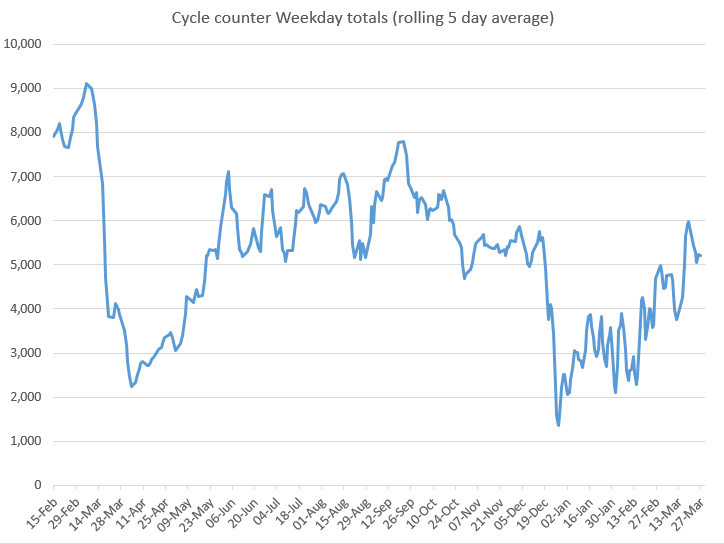 Cycle counter Weekday totals (rolling 5 day average)
10,000
9,000
8,000
7,000
6,000
5,000
4,000
3,000
2,000
1,000
0
15-Feb
29-Feb
14-Mar
28-Mar
11-Apr
25-Apr
09-May
23-May
06-Jun
20-Jun
04-Jul
18-Jul
01-Aug
15-Aug
29-Aug
12-Sep
26-Sep
10-Oct
24-Oct
07-Nov
21-Nov
05-Dec
19-Dec
02-Jan
16-Jan
30-Jan
13-Feb
27-Feb
13-Mar
27-Mar